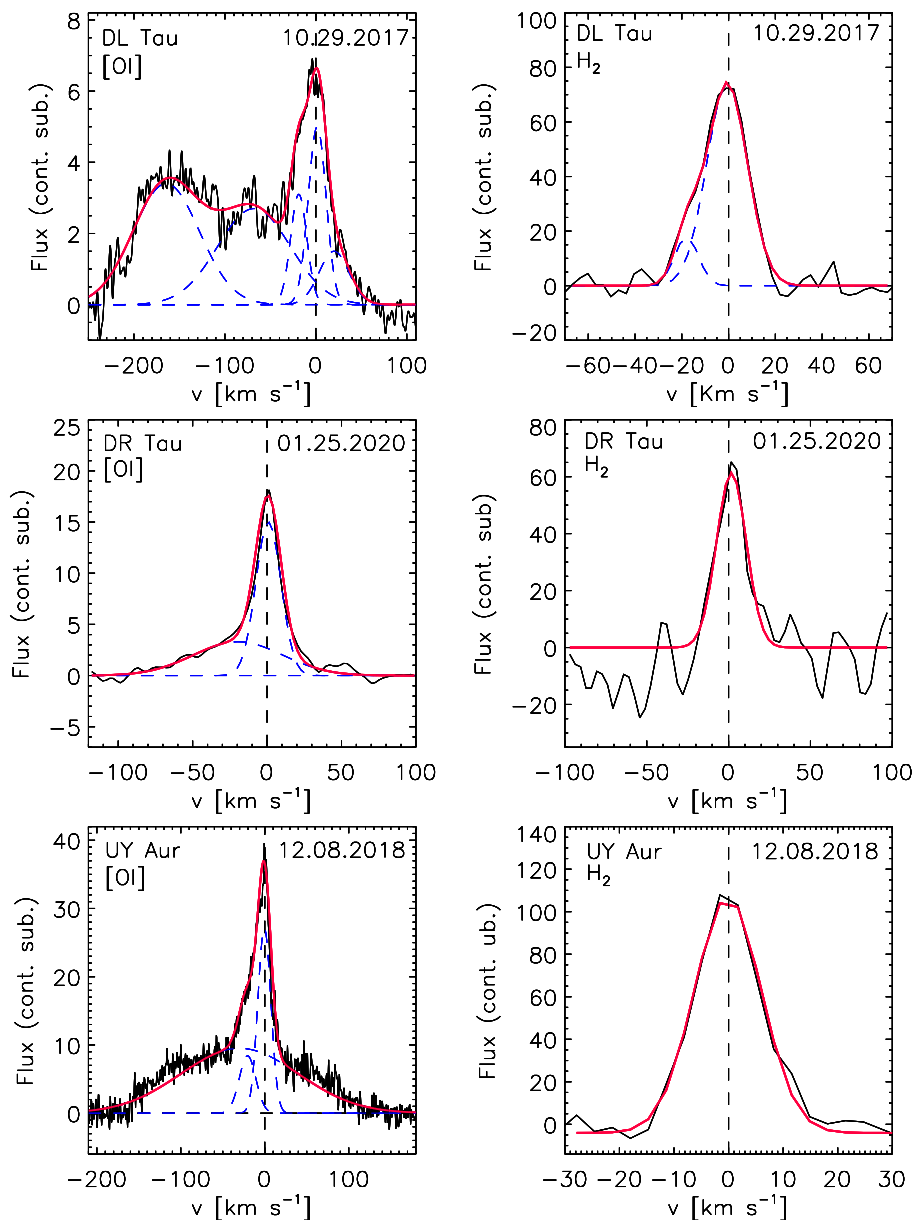 DL Tau 10.29.2017
[OI]
8
6
4
2
0
Flux (cont. sub.)
−200 −100 0 100
v [km s⁻¹]
DL Tau 10.29.2017
H₂
100
80
60
40
20
0
−20
Flux (cont. sub.)
−60 −40 −20 0 20 40 60
v [Km s⁻¹]
DR Tau 01.25.2020
[OI]
25
20
15
10
5
0
−5
Flux (cont. sub.)
−100 −50 0 50 100
v [km s⁻¹]
DR Tau 01.25.2020
H₂
80
60
40
20
0
−20
Flux (cont. sub)
−100 −50 0 50 100
v [km s⁻¹]
UY Aur 12.08.2018
[OI]
40
30
20
10
0
Flux (cont. sub.)
−200 −100 0 100
v [km s⁻¹]
UY Aur 12.08.2018
H₂
140
120
100
80
60
40
20
0
Flux (cont. ub.)
−30 −20 −10 0 10 20 30
v [km s⁻¹]